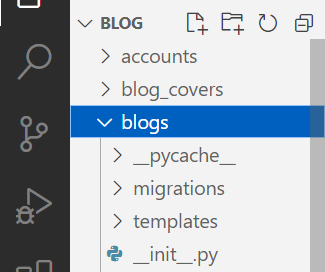 BLOG
accounts
blog_covers
blogs
__pycache__
migrations
templates
__init__.py